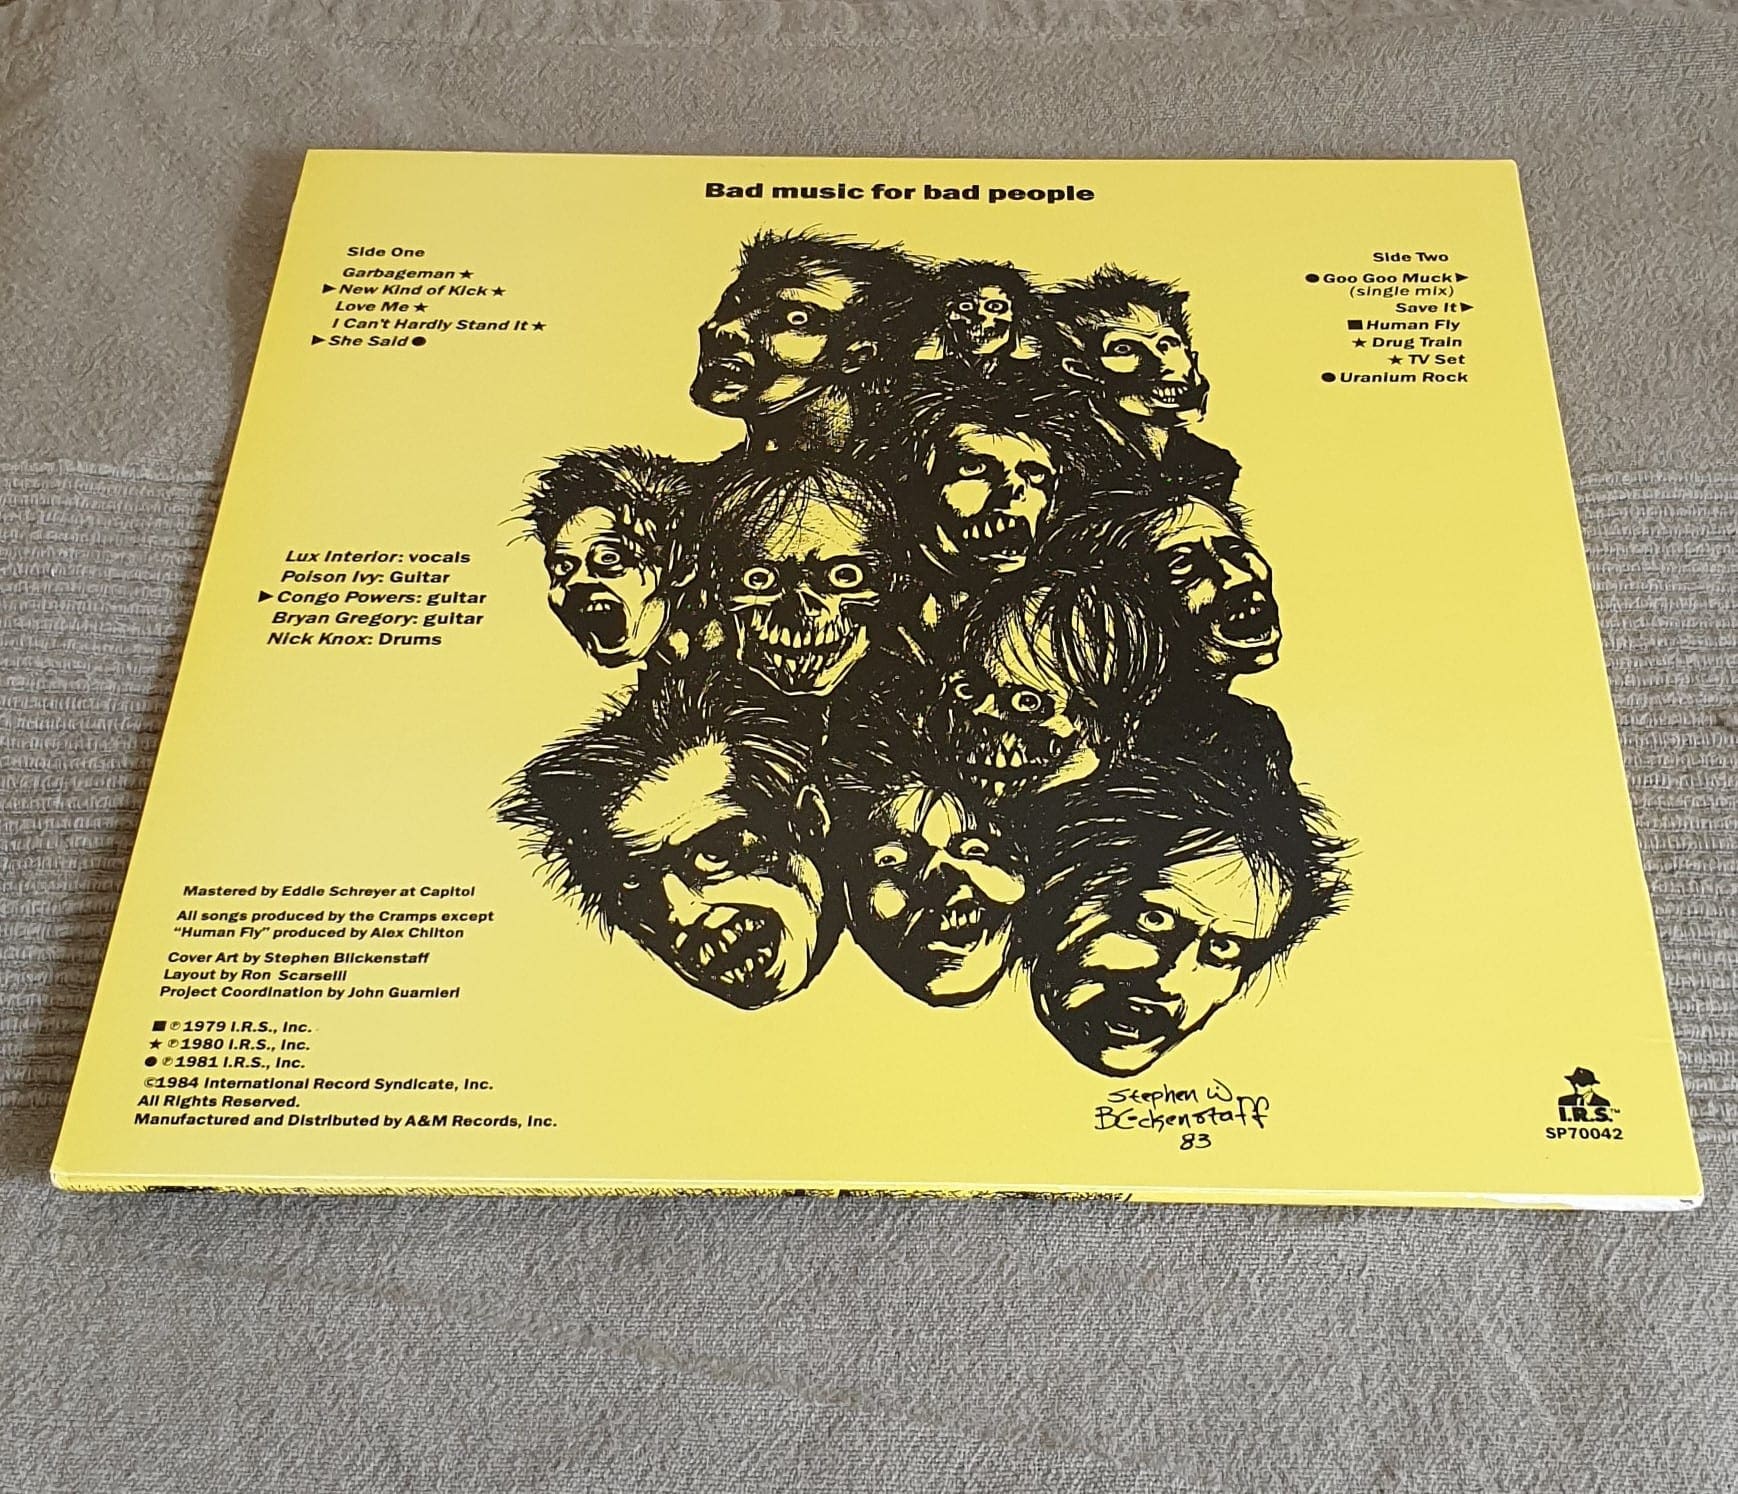 Bad music for bad people
Side One
Garbageman ★
▶ New Kind of Kick ★
Love Me ★
I Can't Hardly Stand It ★
▶ She Said ●
Side Two
● Goo Goo Muck ▶
(single mix)
Save It ▶
■ Human Fly
★ Drug Train
★ TV Set
● Uranium Rock
Lux Interior: vocals
Poison Ivy: Guitar
▶ Congo Powers: guitar
Bryan Gregory: guitar
Nick Knox: Drums
Mastered by Eddie Schreyer at Capitol
All songs produced by the Cramps except
"Human Fly" produced by Alex Chilton
Cover Art by Stephen Blickenstaff
Layout by Ron Scarselli
Project Coordination by John Guarnieri
■ ℗ 1979 I.R.S., Inc.
★ ℗ 1980 I.R.S., Inc.
● ℗ 1981 I.R.S., Inc.
©1984 International Record Syndicate, Inc.
All Rights Reserved.
Manufactured and Distributed by A&M Records, Inc.
Stephen W.
Blickenstaff
83
I.R.S.™
SP70042